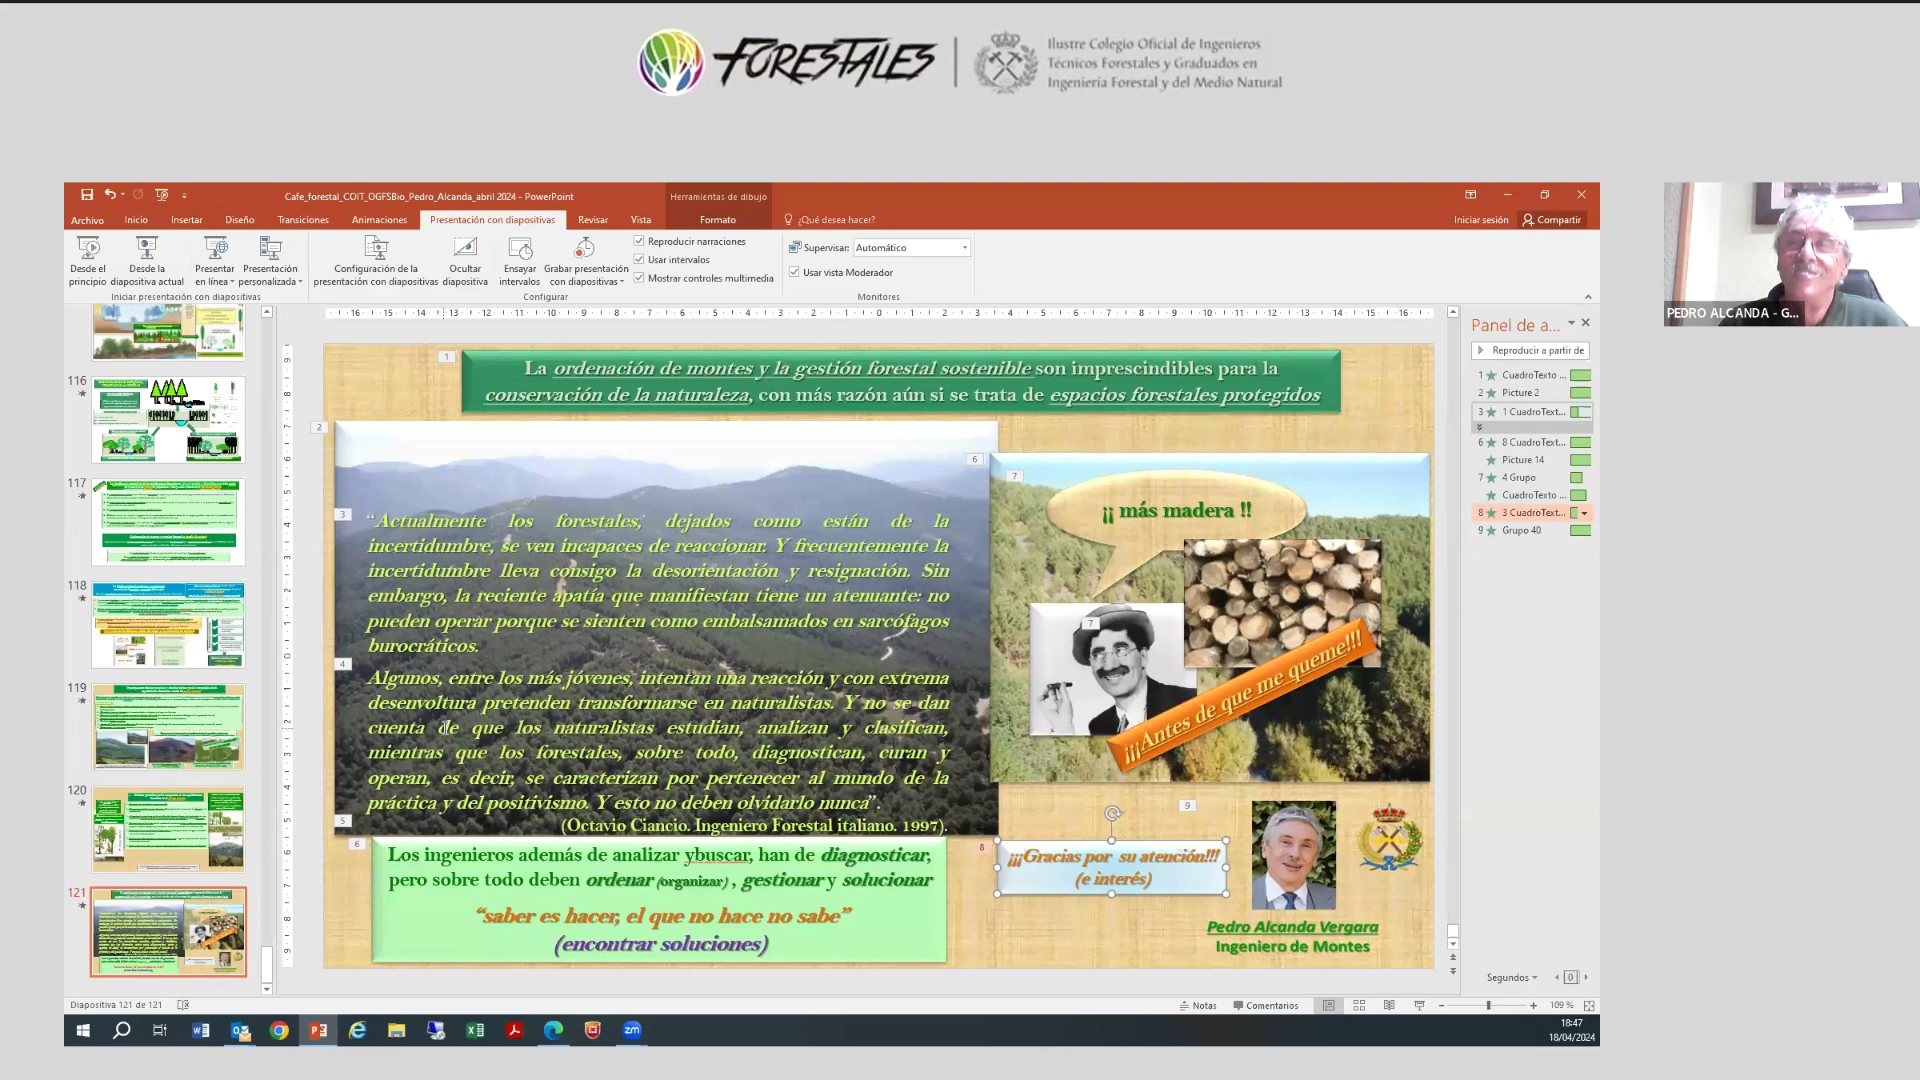 FORESTALES
Ilustre Colegio Oficial de Ingenieros
Técnicos Forestales y Graduados en
Ingeniería Forestal y del Medio Natural
Cafe_forestal_COIT_OGFSBio_Pedro_Alcanda_abril 2024 - PowerPoint
Herramientas de dibujo
Archivo Inicio Insertar Diseño Transiciones Animaciones Presentación con diapositivas Revisar Vista Formato ¿Qué desea hacer? Iniciar sesión Compartir
Desde el principio
Desde la diapositiva actual
Presentar en línea
Presentación personalizada
Iniciar presentación con diapositivas
Configuración de la presentación con diapositivas
Ocultar diapositiva
Ensayar intervalos
Grabar presentación con diapositivas
Reproducir narraciones
Usar intervalos
Mostrar controles multimedia
Configurar
Supervisar: Automático
Usar vista Moderador
Monitores
116
117
118
119
120
121
La ordenación de montes y la gestión forestal sostenible son imprescindibles para la
conservación de la naturaleza, con más razón aún si se trata de espacios forestales protegidos
“Actualmente los forestales, dejados como están de la
incertidumbre, se ven incapaces de reaccionar. Y frecuentemente la
incertidumbre lleva consigo la desorientación y resignación. Sin
embargo, la reciente apatía que manifiestan tiene un atenuante: no
pueden operar porque se sienten como embalsamados en sarcófagos
burocráticos.
Algunos, entre los más jóvenes, intentan una reacción y con extrema
desenvoltura pretenden transformarse en naturalistas. Y no se dan
cuenta de que los naturalistas estudian, analizan y clasifican,
mientras que los forestales, sobre todo, diagnostican, curan y
operan, es decir, se caracterizan por pertenecer al mundo de la
práctica y del positivismo. Y esto no deben olvidarlo nunca”.
(Octavio Ciancio. Ingeniero Forestal italiano. 1997).
Los ingenieros además de analizar ybuscar, han de diagnosticar,
pero sobre todo deben ordenar (organizar) , gestionar y solucionar
“saber es hacer, el que no hace no sabe”
(encontrar soluciones)
¡¡ más madera !!
¡¡¡Antes de que me queme!!!
¡¡¡Gracias por su atención!!!
(e interés)
Pedro Alcanda Vergara
Ingeniero de Montes
Panel de a...
Reproducir a partir de
1 CuadroTexto ...
2 Picture 2
3 1 CuadroText...
6 8 CuadroText...
Picture 14
7 4 Grupo
CuadroTexto ...
8 3 CuadroText...
9 Grupo 40
Segundos 0
Diapositiva 121 de 121
Notas Comentarios 109 %
18:47
18/04/2024
PEDRO ALCANDA - G...